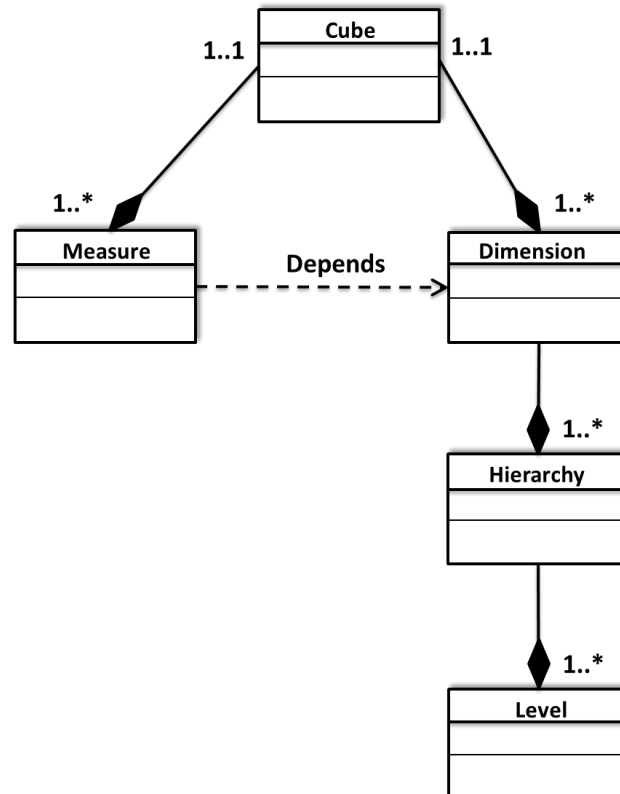 Cube
1..1
1..1
1..*
1..*
Measure
Depends
Dimension
1..*
Hierarchy
1..*
Level